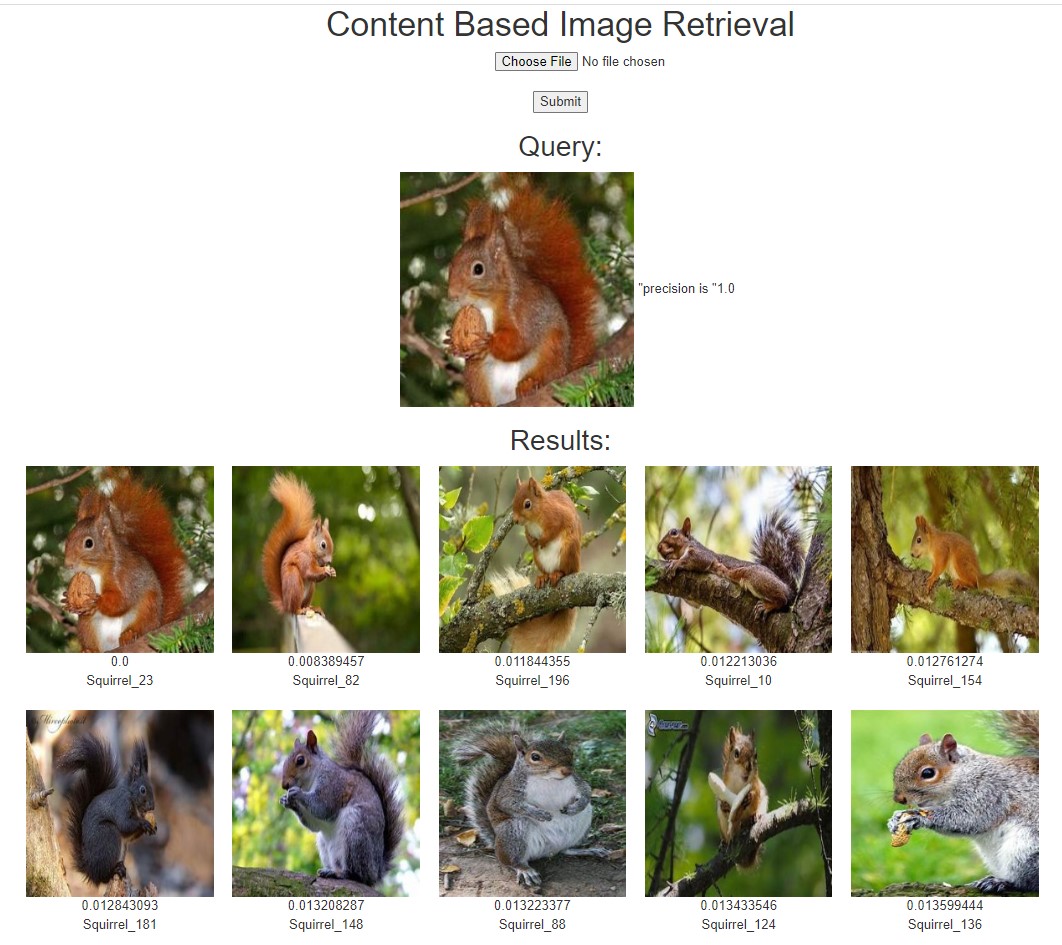 Content Based Image Retrieval
Choose File No file chosen
Submit
Query:
"precision is "1.0
Results:
0.0 0.008389457 0.011844355 0.012213036 0.012761274
Squirrel_23 Squirrel_82 Squirrel_196 Squirrel_10 Squirrel_154
0.012843093 0.013208287 0.013223377 0.013433546 0.013599444
Squirrel_181 Squirrel_148 Squirrel_88 Squirrel_124 Squirrel_136